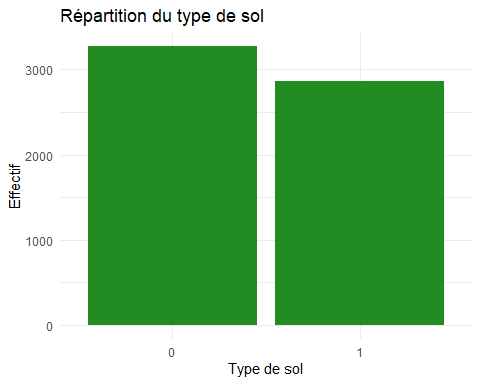 Répartition du type de sol
Effectif
3000
2000
1000
0
0 1
Type de sol